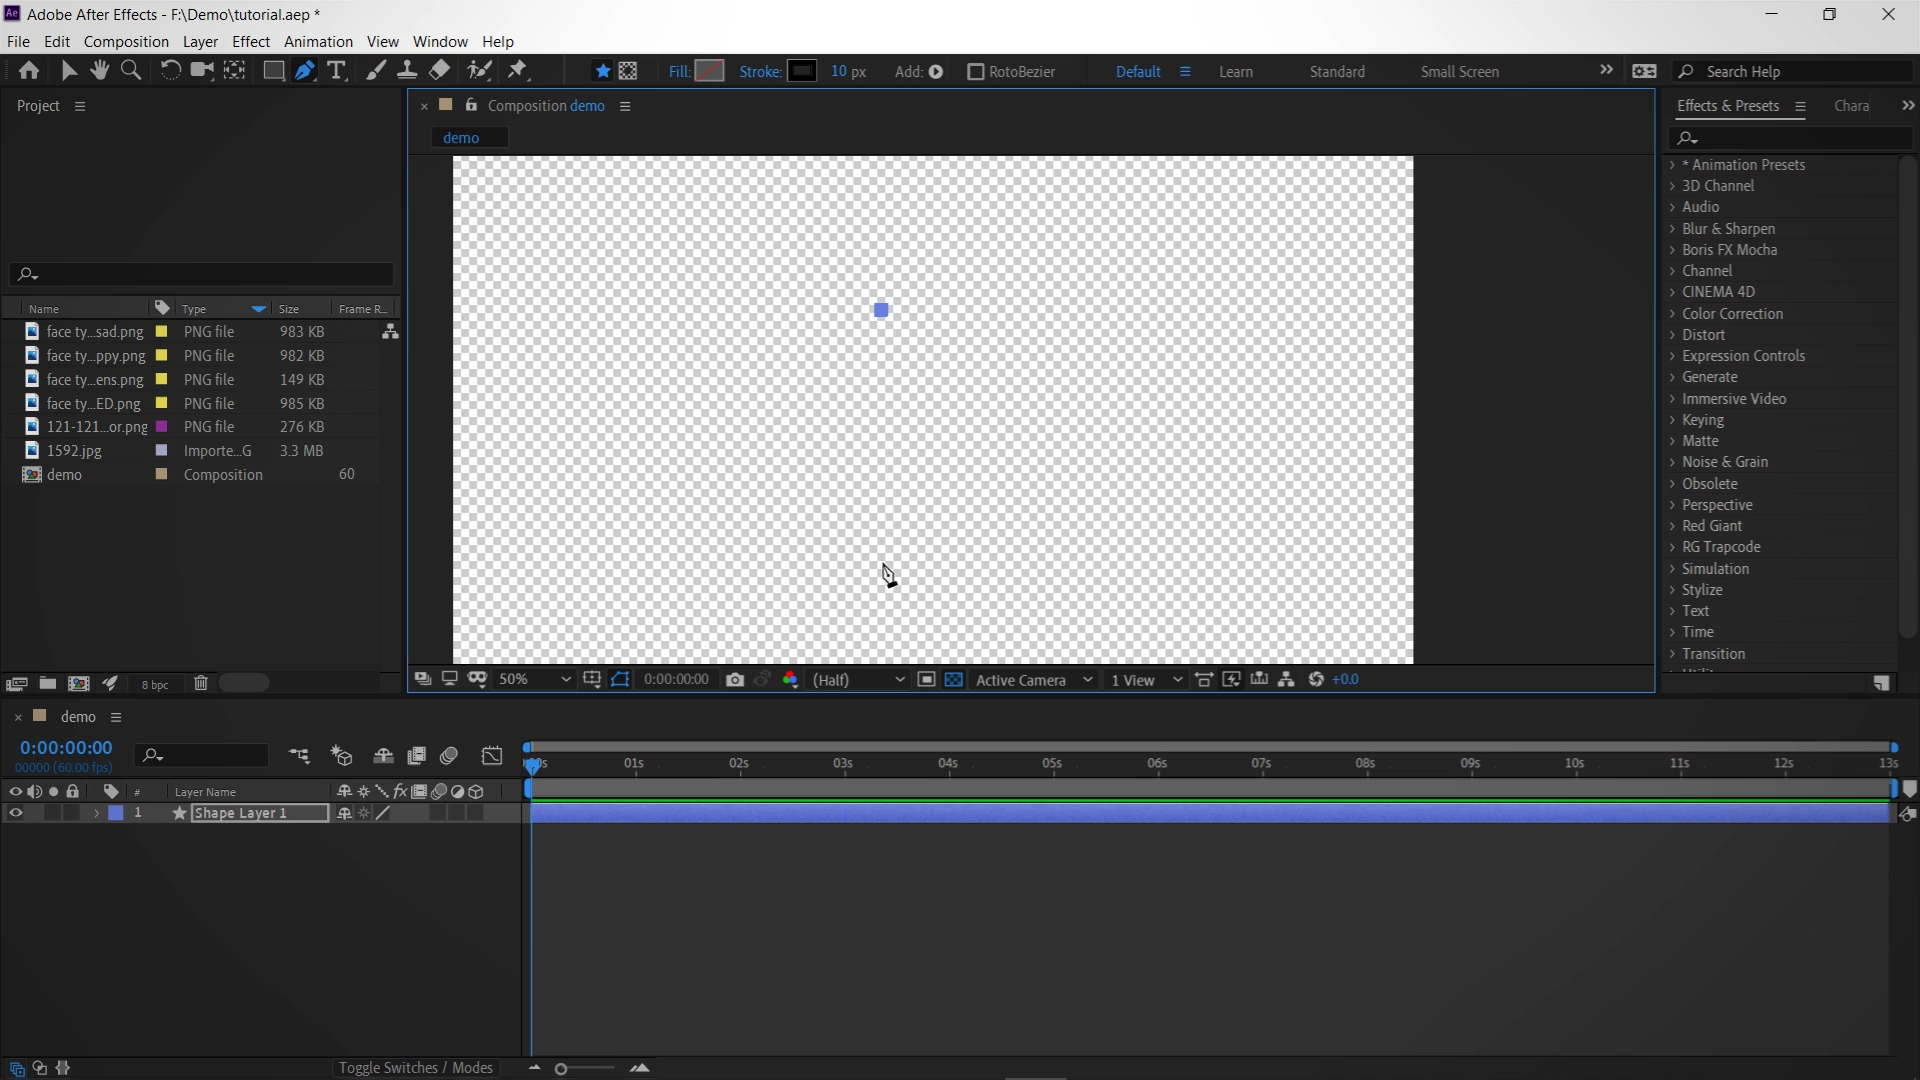 Adobe After Effects - F:\Demo\tutorial.aep *
File Edit Composition Layer Effect Animation View Window Help
Fill: Stroke: 10 px Add: RotoBezier Default Learn Standard Small Screen Search Help
Project
Composition demo
Effects & Presets Chara
demo
* Animation Presets
3D Channel
Audio
Blur & Sharpen
Boris FX Mocha
Channel
CINEMA 4D
Color Correction
Distort
Expression Controls
Generate
Immersive Video
Keying
Matte
Noise & Grain
Obsolete
Perspective
Red Giant
RG Trapcode
Simulation
Stylize
Text
Time
Transition
Name Type Size Frame R...
face ty...sad.png PNG file 983 KB
face ty...ppy.png PNG file 982 KB
face ty...ens.png PNG file 149 KB
face ty...ED.png PNG file 985 KB
121-121...or.png PNG file 276 KB
1592.jpg Importe...G 3.3 MB
demo Composition 60
8 bpc
50% 0:00:00:00 (Half) Active Camera 1 View +0.0
demo
0:00:00:00
00000 (60.00 fps)
01s 02s 03s 04s 05s 06s 07s 08s 09s 10s 11s 12s 13s
# Layer Name
1 Shape Layer 1
Toggle Switches / Modes